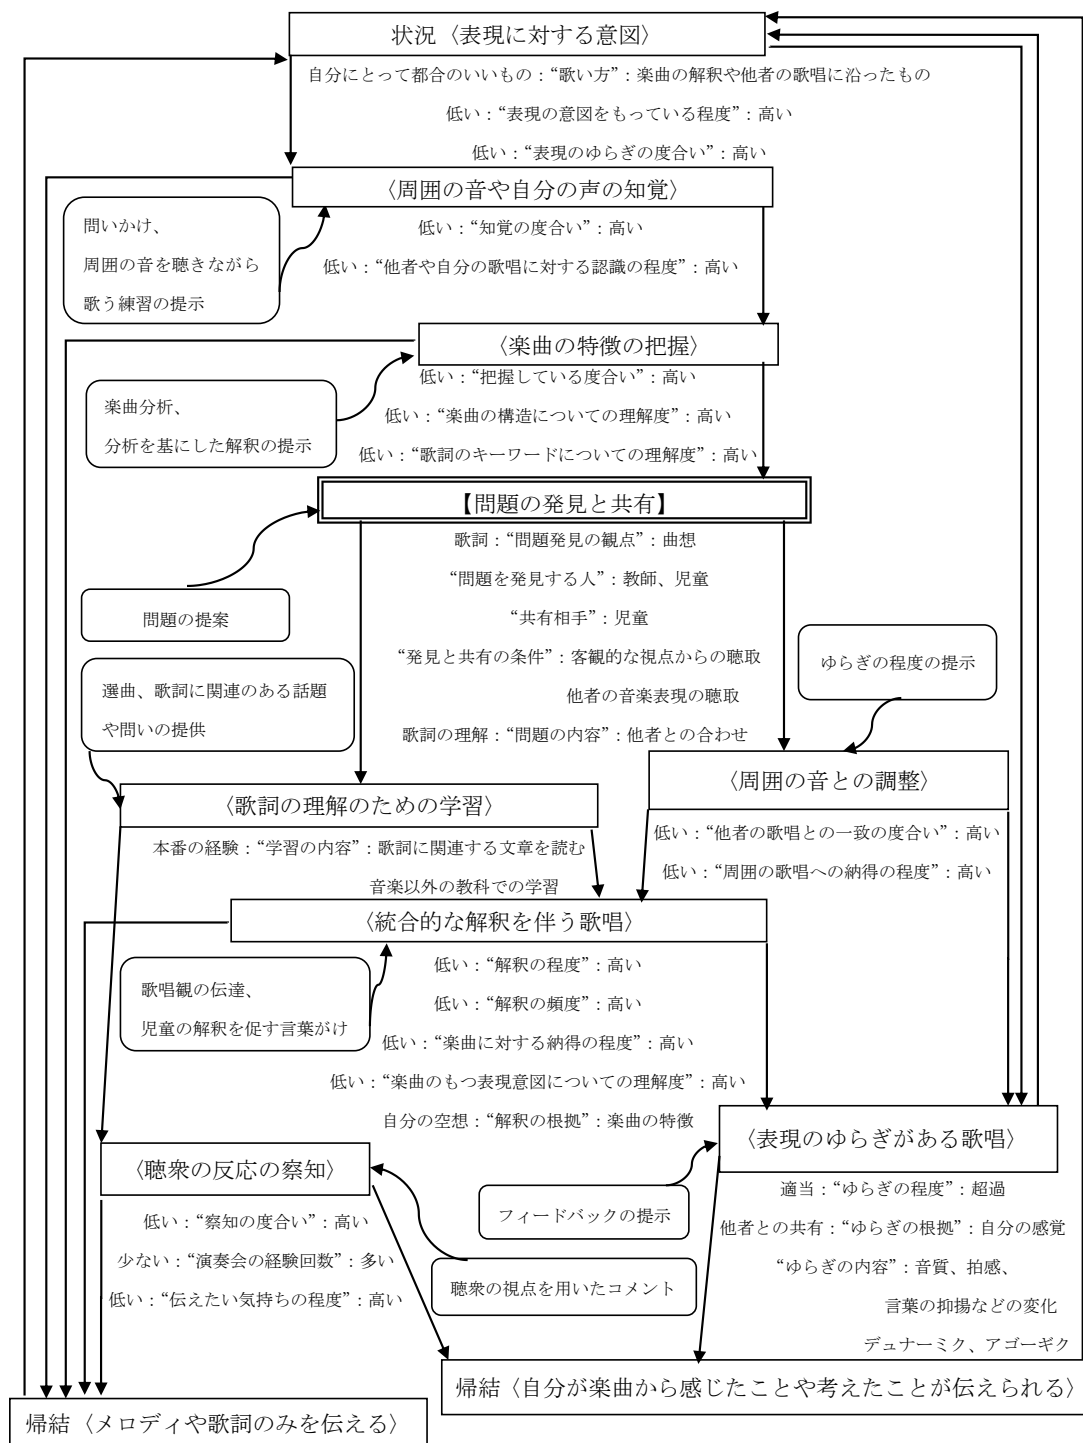 状況〈表現に対する意図〉
自分にとって都合のいいもの：“歌い方”：楽曲の解釈や他者の歌唱に沿ったもの
低い：“表現の意図をもっている程度”：高い
低い：“表現のゆらぎの度合い”：高い
〈周囲の音や自分の声の知覚〉
問いかけ、
周囲の音を聴きながら
歌う練習の提示
低い：“知覚の度合い”：高い
低い：“他者や自分の歌唱に対する認識の程度”：高い
〈楽曲の特徴の把握〉
楽曲分析、
分析を基にした解釈の提示
低い：“把握している度合い”：高い
低い：“楽曲の構造についての理解度”：高い
低い：“歌詞のキーワードについての理解度”：高い
【問題の発見と共有】
問題の提案
歌詞：“問題発見の観点”：曲想
“問題を発見する人”：教師、児童
“共有相手”：児童
“発見と共有の条件”：客観的な視点からの聴取
他者の音楽表現の聴取
歌詞の理解：“問題の内容”：他者との合わせ
選曲、歌詞に関連のある話題
や問いの提供
ゆらぎの程度の提示
〈周囲の音との調整〉
〈歌詞の理解のための学習〉
低い：“他者の歌唱との一致の度合い”：高い
低い：“周囲の歌唱への納得の程度”：高い
本番の経験：“学習の内容”：歌詞に関連する文章を読む
音楽以外の教科での学習
〈統合的な解釈を伴う歌唱〉
歌唱観の伝達、
児童の解釈を促す言葉がけ
低い：“解釈の程度”：高い
低い：“解釈の頻度”：高い
低い：“楽曲に対する納得の程度”：高い
低い：“楽曲のもつ表現意図についての理解度”：高い
自分の空想：“解釈の根拠”：楽曲の特徴
〈表現のゆらぎがある歌唱〉
〈聴衆の反応の察知〉
フィードバックの提示
適当：“ゆらぎの程度”：超過
他者との共有：“ゆらぎの根拠”：自分の感覚
“ゆらぎの内容”：音質、拍感、
言葉の抑揚などの変化
デュナーミク、アゴーギク
低い：“察知の度合い”：高い
少ない：“演奏会の経験回数”：多い
低い：“伝えたい気持ちの程度”：高い
聴衆の視点を用いたコメント
帰結〈自分が楽曲から感じたことや考えたことが伝えられる〉
帰結〈メロディや歌詞のみを伝える〉